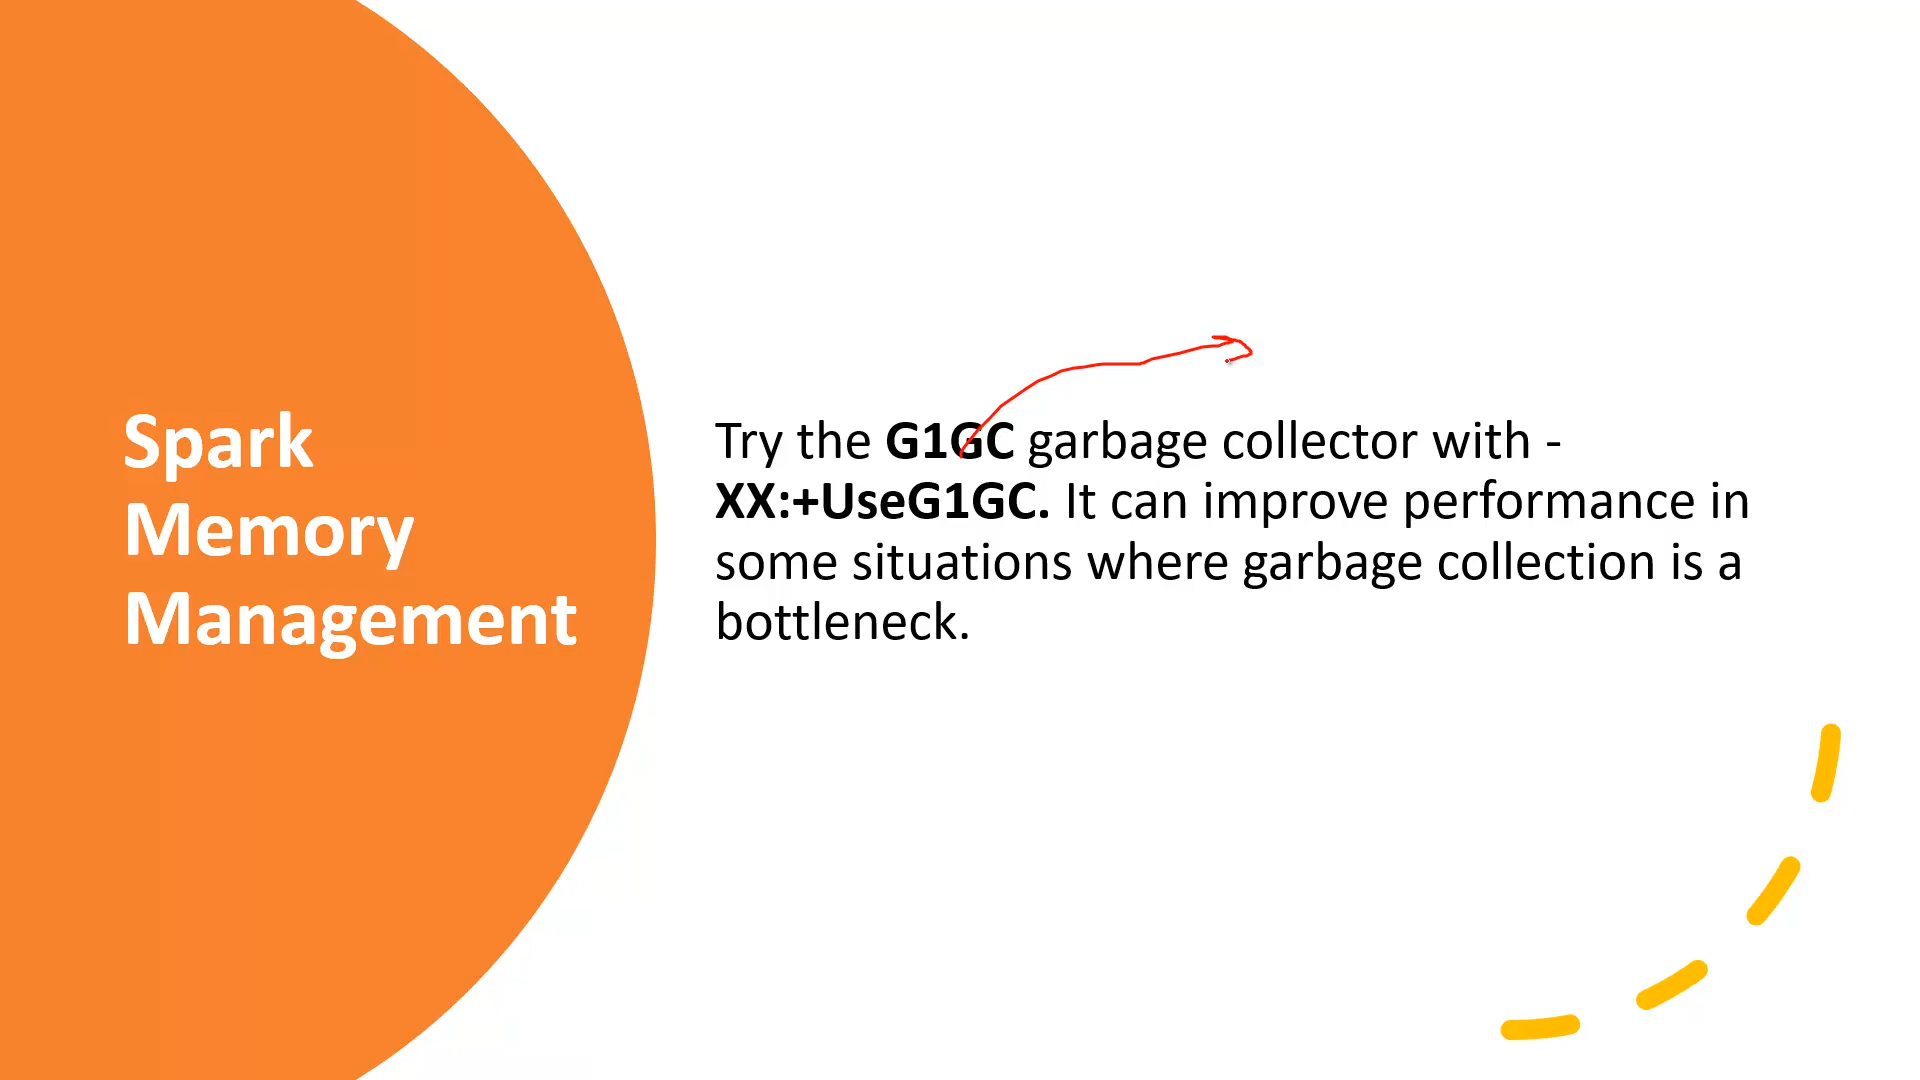 Spark
Memory
Management
Try the G1GC garbage collector with -
XX:+UseG1GC. It can improve performance in
some situations where garbage collection is a
bottleneck.